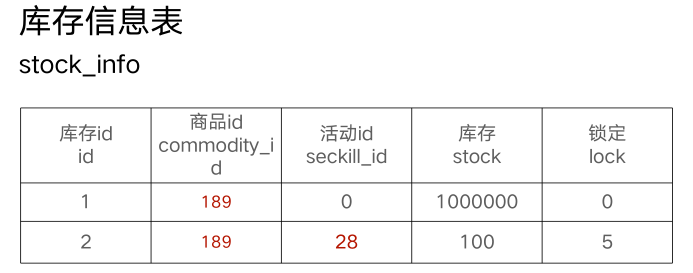 库存信息表
stock_info
库存id
id
商品id
commodity_i
d
活动id
seckill_id
库存
stock
锁定
lock
1
189
0
1000000
0
2
189
28
100
5